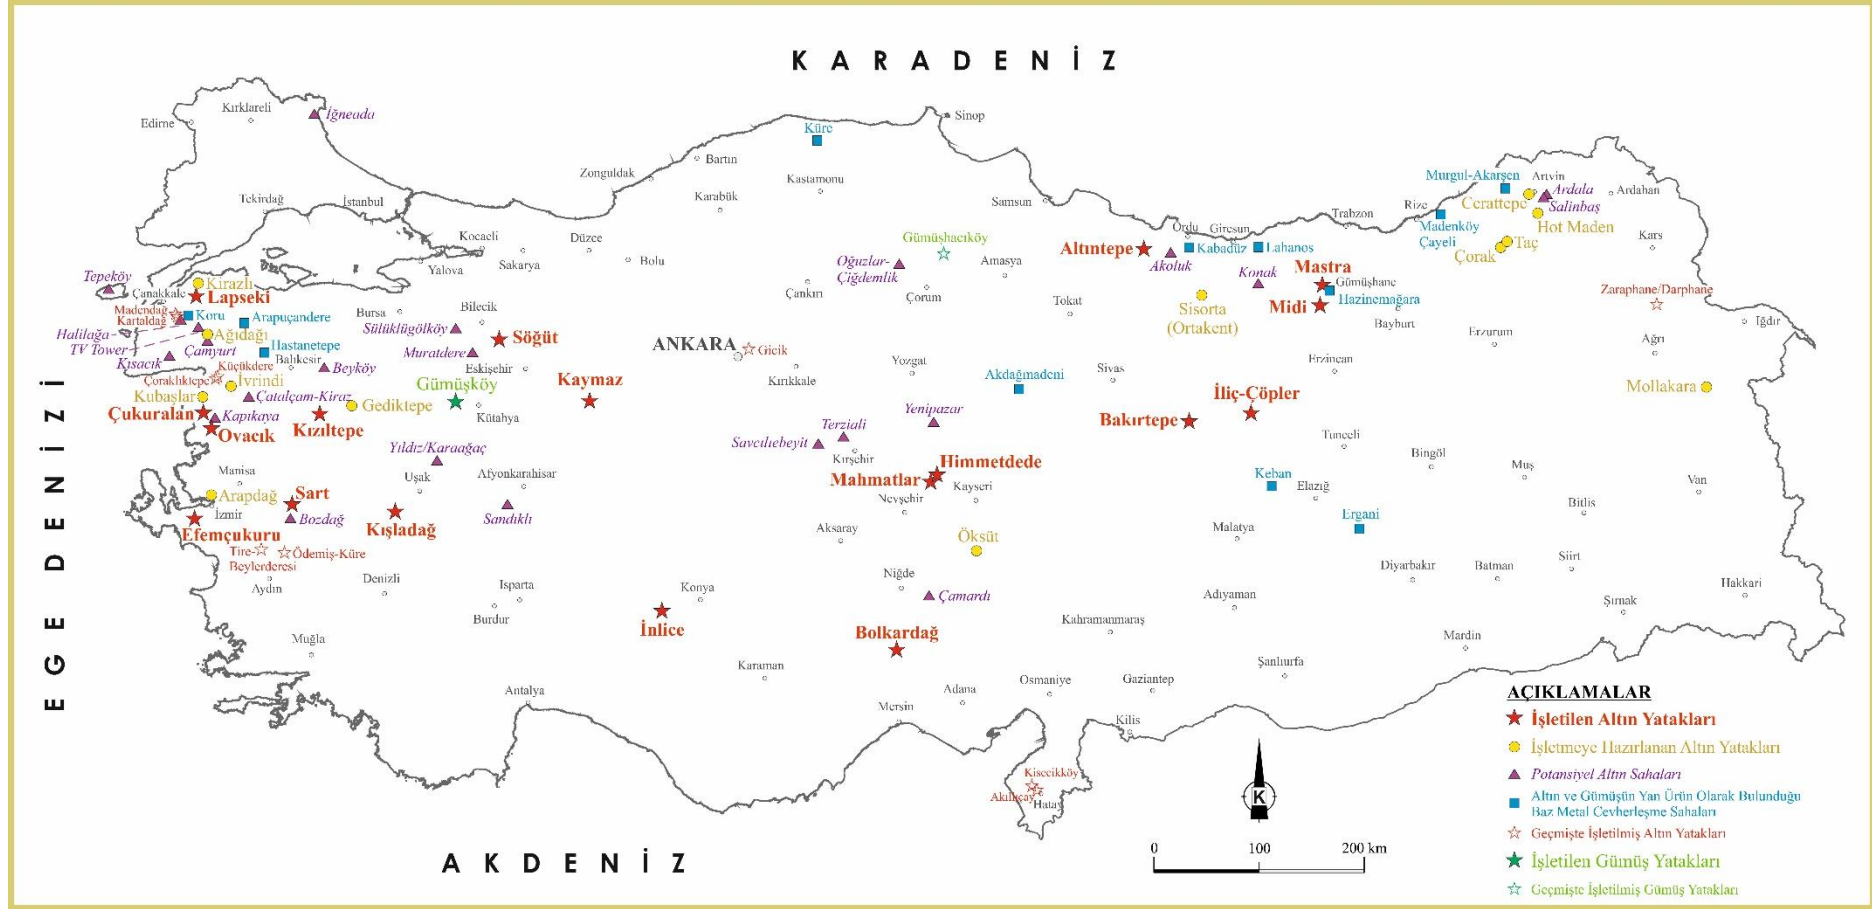 KARADENİZ
Kırklareli
İğneada
Edirne
Sinop
Küre
Bartın
Zonguldak
Kastamonu
Karabük
Tekirdağ
İstanbul
Samsun
Murgul-Akarşen
Artvin
Ardala
Ardahan
Cerattepe
Salinbaş
Rize
Trabzon
Madenköy
Çayeli
Hot Maden
Kocaeli
Düzce
Gümüşhacıköy
Ordu
Giresun
Altıntepe
Kabadüz
Lahanos
Taç
Çorak
Kars
Sakarya
Bolu
Yalova
Oğuzlar-
Çiğdemlik
Amasya
Akoluk
Konak
Mastra
Tepeköy
Kirazlı
Çanakkale
Lapseki
Çankırı
Çorum
Tokat
Gümüşhane
Hazinemağara
Midi
Zaraphane/Darphane
Madendağ
Kartaldağ
Koru
Arapuçandere
Bursa
Bilecik
Sülüklügölköy
Sisorta
(Ortakent)
Bayburt
Erzurum
Iğdır
Halilağa
TV Tower
Ağıdağı
Çamyurt
Hastanetepe
Söğüt
Muratdere
ANKARA
Gicik
Ağrı
Kısacık
Balıkesir
Beyköy
Eskişehir
Yozgat
Sivas
Erzincan
Küçükdere
Çoraklıktepe
İvrindi
Gümüşköy
Kaymaz
Kırıkkale
Akdağmadeni
Mollakara
Kubaşlar
Çatalçam-Kiraz
Gediktepe
İliç-Çöpler
Çukuralan
Kapıkaya
Kızıltepe
Kütahya
Yenipazar
Bakırtepe
Ovacık
Terziali
Tunceli
Savcılıebeyit
Kırşehir
Yıldız/Karaağaç
Bingöl
Muş
Manisa
Uşak
Afyonkarahisar
Himmetdede
Mahmatlar
Kayseri
Keban
Elazığ
Van
Arapdağ
Sart
Nevşehir
Bitlis
İzmir
Bozdağ
Kışladağ
Sandıklı
Ergani
Efemçukuru
Aksaray
Öksüt
Malatya
Tire-
Beylerderesi
Ödemiş-Küre
Aydın
Denizli
Isparta
Konya
Niğde
Çamardı
Diyarbakır
Batman
Siirt
Hakkari
Adıyaman
Şırnak
Burdur
İnlice
Bolkardağ
Kahramanmaraş
Muğla
Mardin
Karaman
Şanlıurfa
Antalya
Adana
Osmaniye
Gaziantep
Mersin
Kilis
Kisecikköy
Akıllıçay
Hatay
EGE DENİZİ
AKDENİZ
K
0 100 200 km
AÇIKLAMALAR
İşletilen Altın Yatakları
İşletmeye Hazırlanan Altın Yatakları
Potansiyel Altın Sahaları
Altın ve Gümüşün Yan Ürün Olarak Bulunduğu
Baz Metal Cevherleşme Sahaları
Geçmişte İşletilmiş Altın Yatakları
İşletilen Gümüş Yatakları
Geçmişte İşletilmiş Gümüş Yatakları